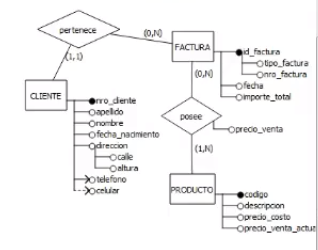 pertenece
(0,N)
(1,1)
FACTURA
id_factura
tipo_factura
nro_factura
fecha
importe_total
(0,N)
CLIENTE
nro_cliente
apellido
nombre
fecha_nacimiento
direccion
calle
altura
telefono
celular
posee
precio_venta
(1,N)
PRODUCTO
codigo
descripcion
precio_costo
precio_venta_actua